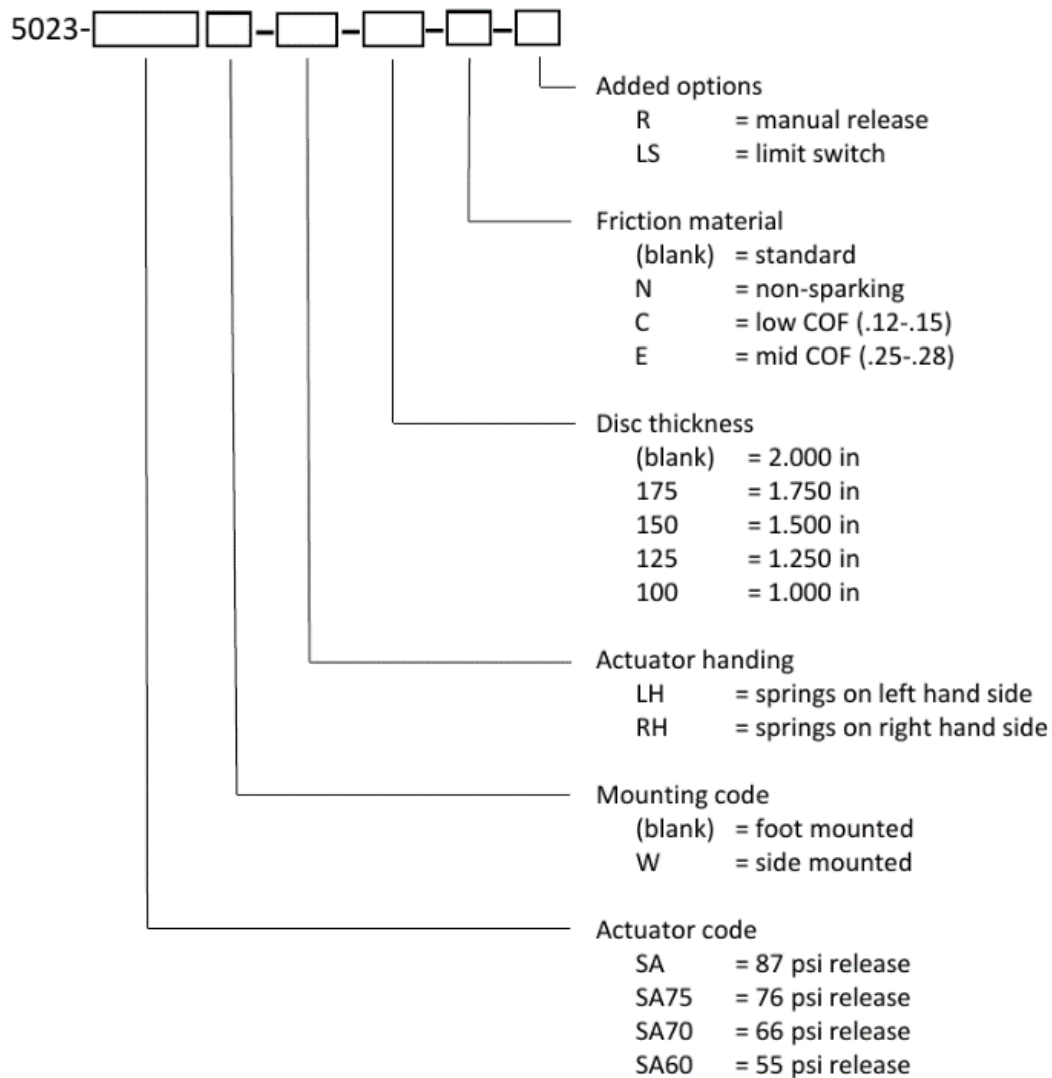 5023-
Added options
R = manual release
LS = limit switch
Friction material
(blank) = standard
N = non-sparking
C = low COF (.12-.15)
E = mid COF (.25-.28)
Disc thickness
(blank) = 2.000 in
175 = 1.750 in
150 = 1.500 in
125 = 1.250 in
100 = 1.000 in
Actuator handing
LH = springs on left hand side
RH = springs on right hand side
Mounting code
(blank) = foot mounted
W = side mounted
Actuator code
SA = 87 psi release
SA75 = 76 psi release
SA70 = 66 psi release
SA60 = 55 psi release